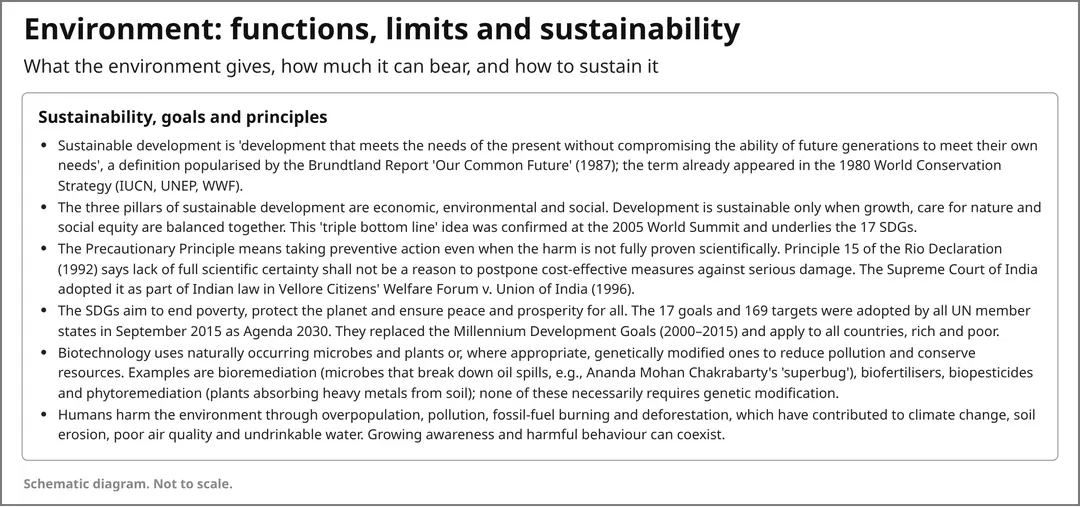 Environment: functions, limits and sustainability
What the environment gives, how much it can bear, and how to sustain it
Sustainability, goals and principles
• Sustainable development is 'development that meets the needs of the present without compromising the ability of future generations to meet their own
needs', a definition popularised by the Brundtland Report 'Our Common Future' (1987); the term already appeared in the 1980 World Conservation
Strategy (IUCN, UNEP, WWF).
• The three pillars of sustainable development are economic, environmental and social. Development is sustainable only when growth, care for nature and
social equity are balanced together. This 'triple bottom line' idea was confirmed at the 2005 World Summit and underlies the 17 SDGs.
• The Precautionary Principle means taking preventive action even when the harm is not fully proven scientifically. Principle 15 of the Rio Declaration
(1992) says lack of full scientific certainty shall not be a reason to postpone cost-effective measures against serious damage. The Supreme Court of India
adopted it as part of Indian law in Vellore Citizens' Welfare Forum v. Union of India (1996).
• The SDGs aim to end poverty, protect the planet and ensure peace and prosperity for all. The 17 goals and 169 targets were adopted by all UN member
states in September 2015 as Agenda 2030. They replaced the Millennium Development Goals (2000–2015) and apply to all countries, rich and poor.
• Biotechnology uses naturally occurring microbes and plants or, where appropriate, genetically modified ones to reduce pollution and conserve
resources. Examples are bioremediation (microbes that break down oil spills, e.g., Ananda Mohan Chakrabarty's 'superbug'), biofertilisers, biopesticides
and phytoremediation (plants absorbing heavy metals from soil); none of these necessarily requires genetic modification.
• Humans harm the environment through overpopulation, pollution, fossil-fuel burning and deforestation, which have contributed to climate change, soil
erosion, poor air quality and undrinkable water. Growing awareness and harmful behaviour can coexist.
Schematic diagram. Not to scale.